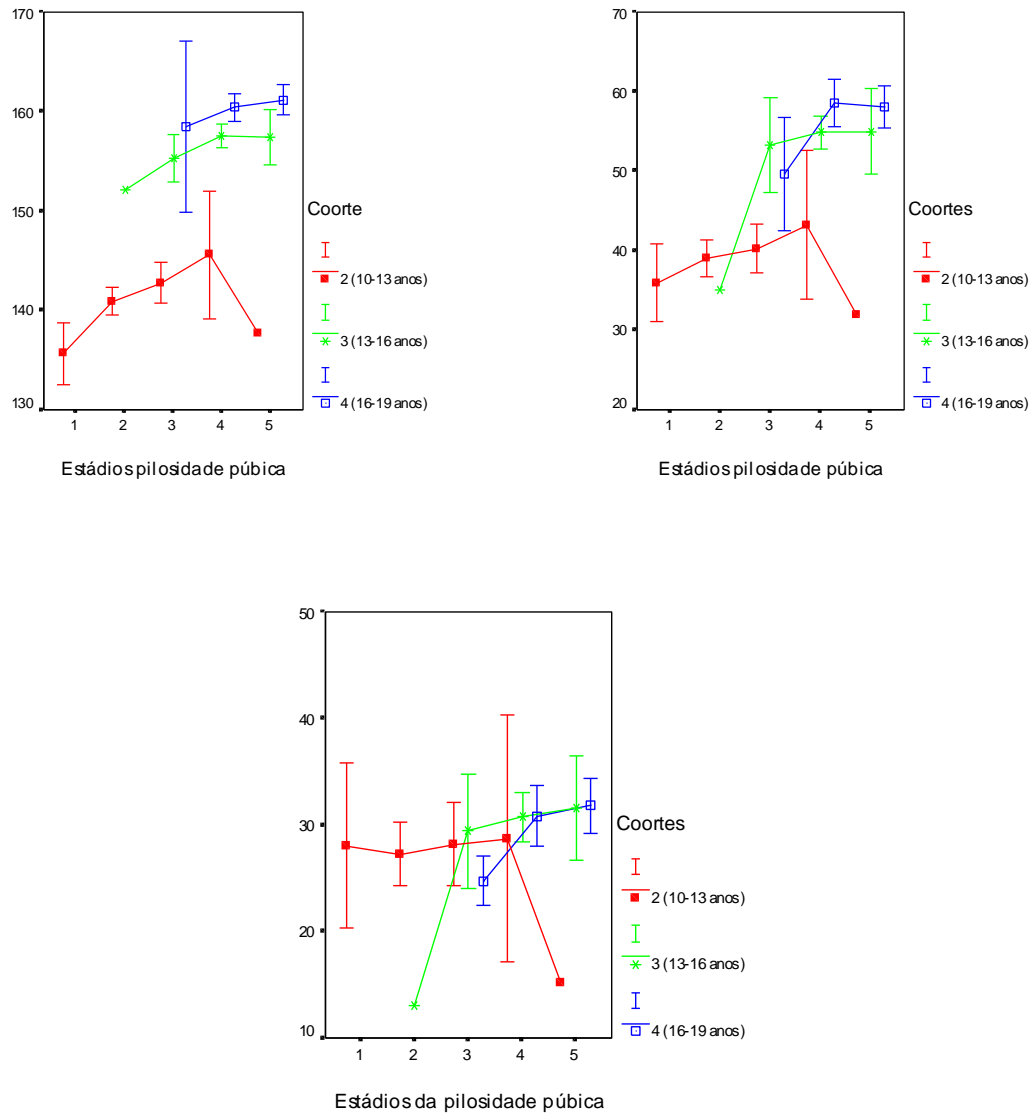 170
160
150
140
130
1 2 3 4 5
Estádios pilosidade púbica
Coorte
2 (10-13 anos)
3 (13-16 anos)
4 (16-19 anos)
70
60
50
40
30
20
1 2 3 4 5
Estádios pilosidade púbica
Coortes
2 (10-13 anos)
3 (13-16 anos)
4 (16-19 anos)
50
40
30
20
10
1 2 3 4 5
Estádios da pilosidade púbica
Coortes
2 (10-13 anos)
3 (13-16 anos)
4 (16-19 anos)